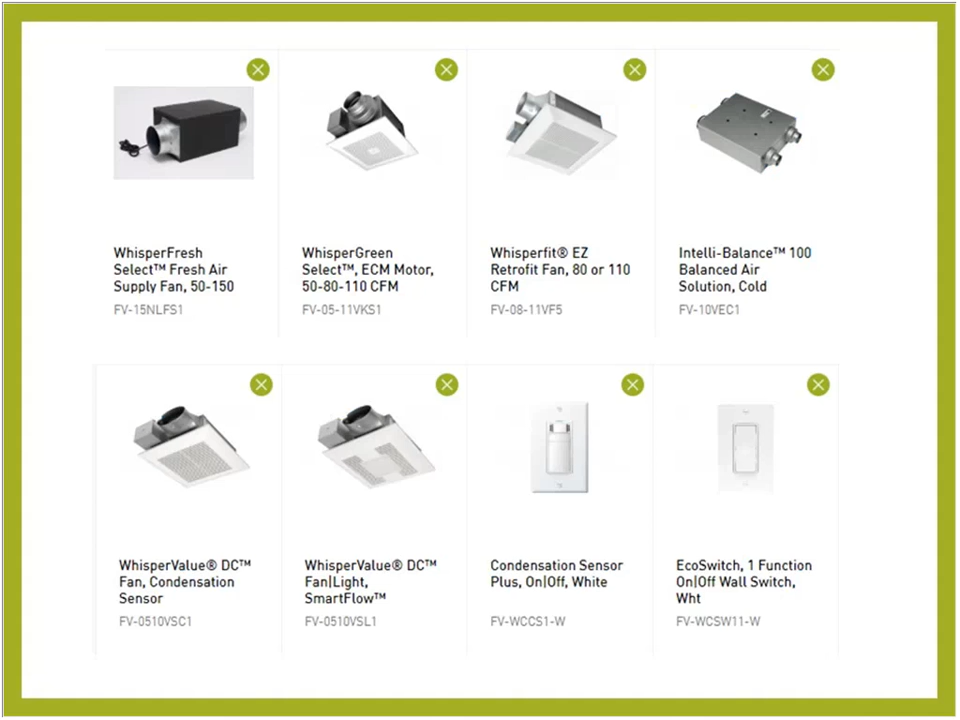 WhisperFresh
Select™ Fresh Air
Supply Fan, 50-150
FV-15NLFS1
WhisperGreen
Select™, ECM Motor,
50-80-110 CFM
FV-05-11VKS1
Whisperfit® EZ
Retrofit Fan, 80 or 110
CFM
FV-08-11VF5
Intelli-Balance™ 100
Balanced Air
Solution, Cold
FV-10VEC1
WhisperValue® DC™
Fan, Condensation
Sensor
FV-0510VSC1
WhisperValue® DC™
Fan|Light,
SmartFlow™
FV-0510VSL1
Condensation Sensor
Plus, On|Off, White
FV-WCCS1-W
EcoSwitch, 1 Function
On|Off Wall Switch,
Wht
FV-WCSW11-W